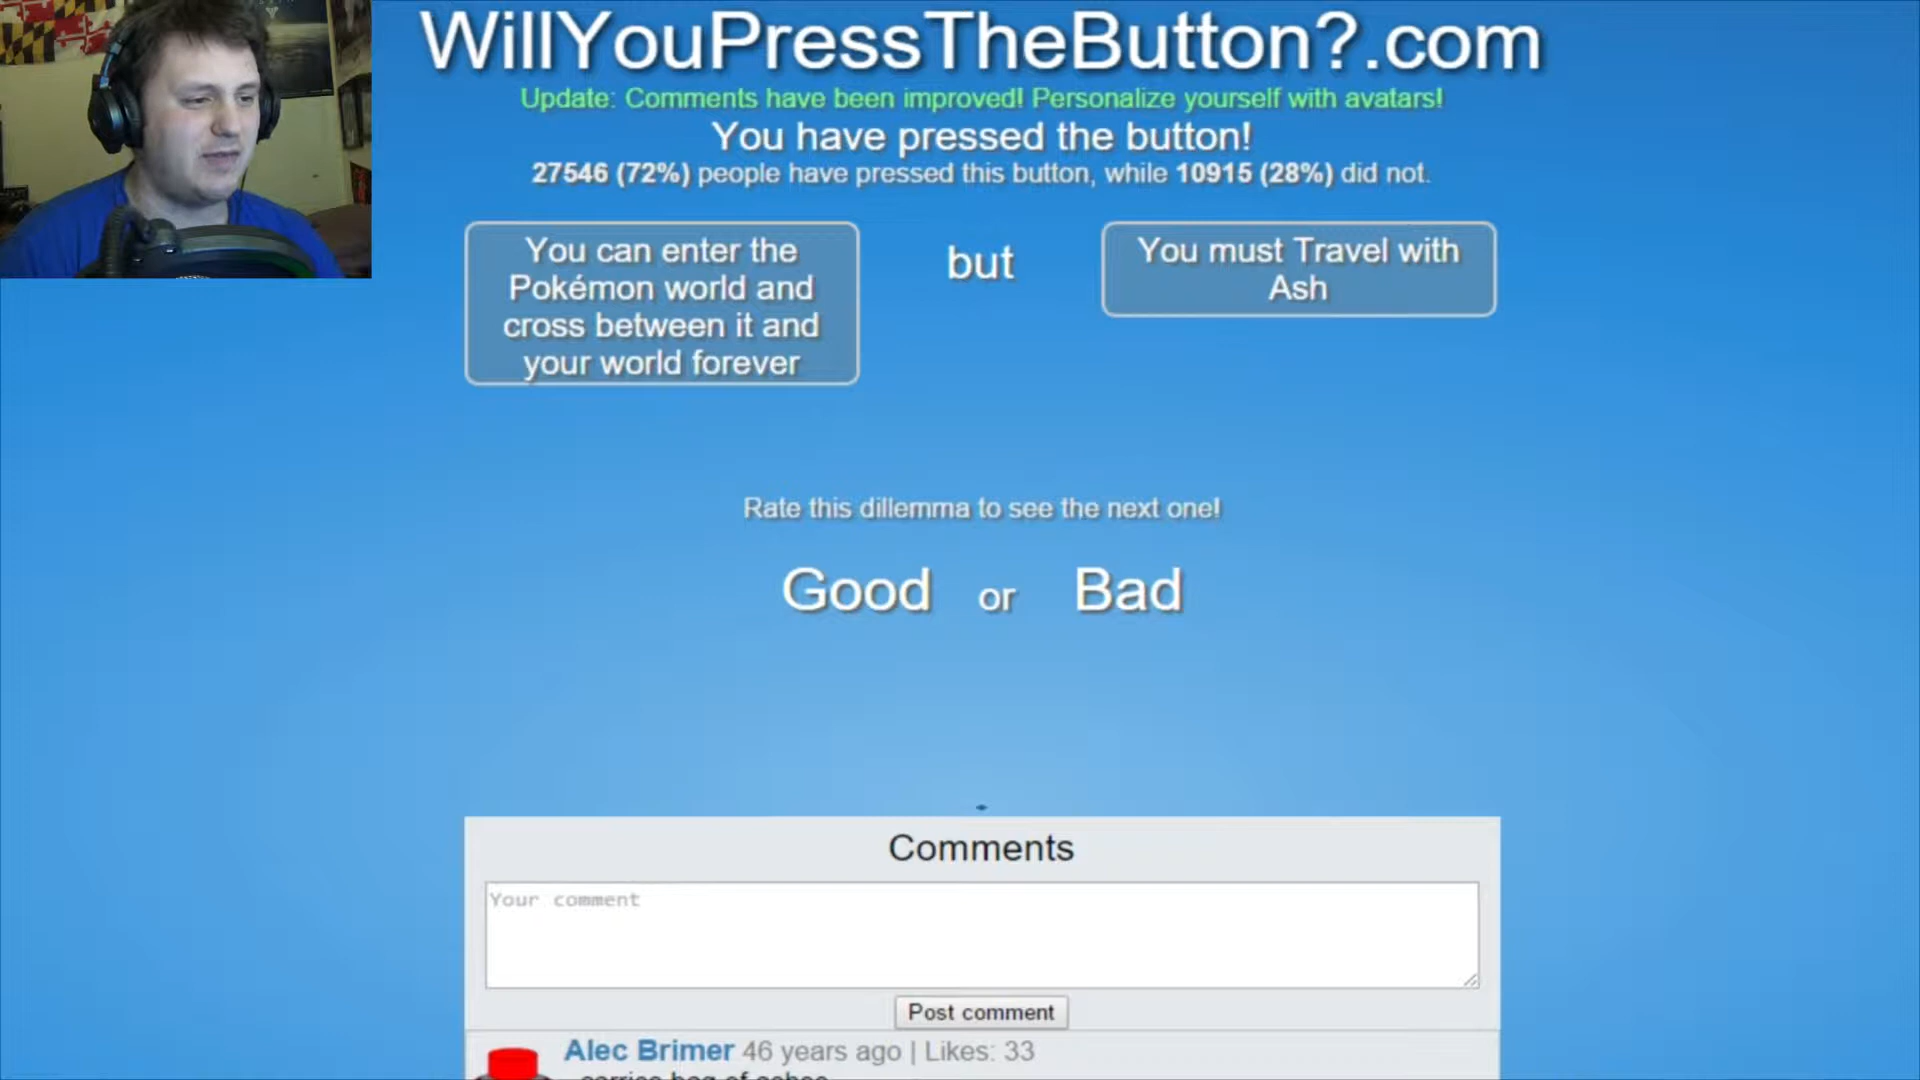 WillYouPressTheButton?.com
Update: Comments have been improved! Personalize yourself with avatars!
You have pressed the button!
27546 (72%) people have pressed this button, while 10915 (28%) did not.
You can enter the
Pokémon world and
cross between it and
your world forever
but
You must Travel with
Ash
Rate this dillemma to see the next one!
Good or Bad
Comments
Your comment
Post comment
Alec Brimer 46 years ago | Likes: 33